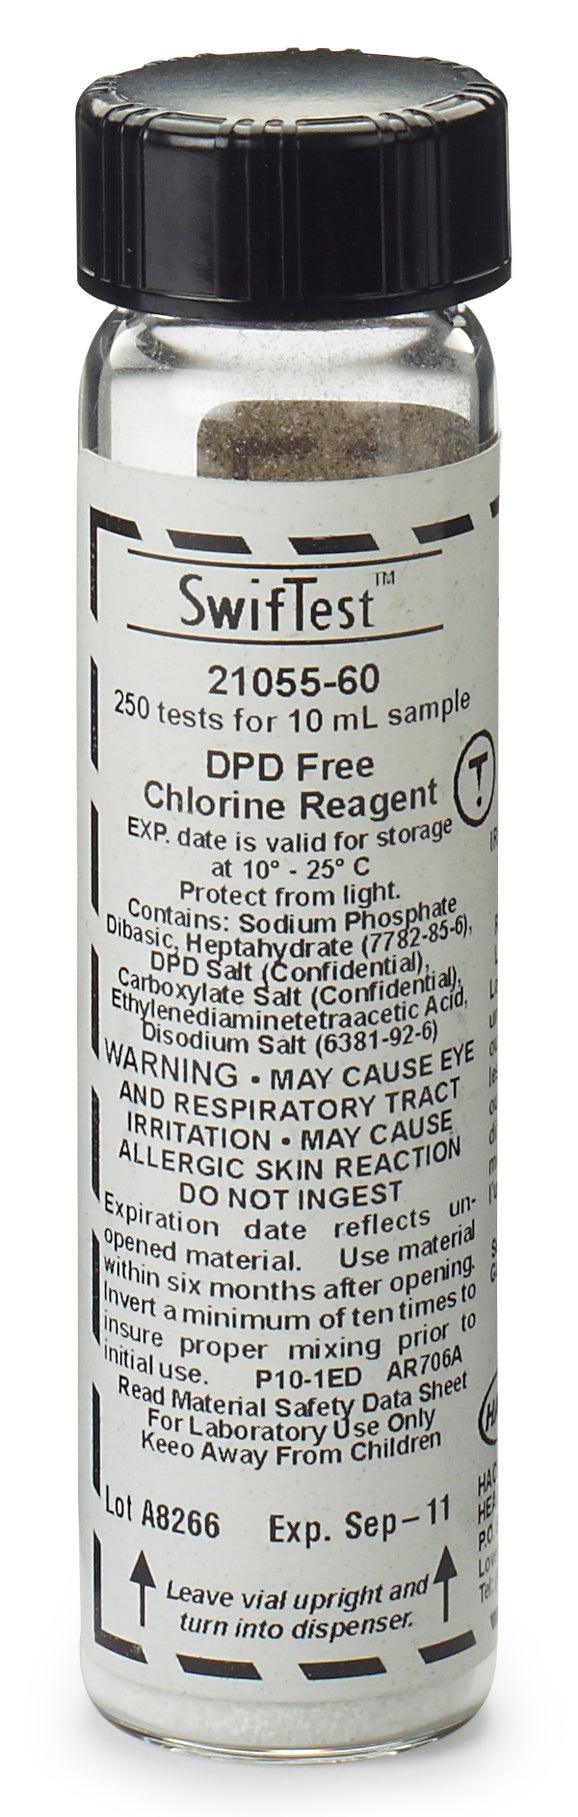 SwifTest™
21055-60
250 tests for 10 mL sample
DPD Free
Chlorine Reagent
T
!
EXP. date is valid for storage
at 10° - 25° C
Protect from light.
Contains: Sodium Phosphate
Dibasic, Heptahydrate (7782-85-6),
DPD Salt (Confidential),
Carboxylate Salt (Confidential),
Ethylenediaminetetraacetic Acid,
Disodium Salt (6381-92-6)
WARNING • MAY CAUSE EYE
AND RESPIRATORY TRACT
IRRITATION • MAY CAUSE
ALLERGIC SKIN REACTION
DO NOT INGEST
Expiration date reflects un-
opened material. Use material
within six months after opening.
Invert a minimum of ten times to
insure proper mixing prior to
initial use. P10-1ED AR706A
Read Material Safety Data Sheet
For Laboratory Use Only
Keeo Away From Children
Lot A8266 Exp. Sep-11
Leave vial upright and
turn into dispenser.